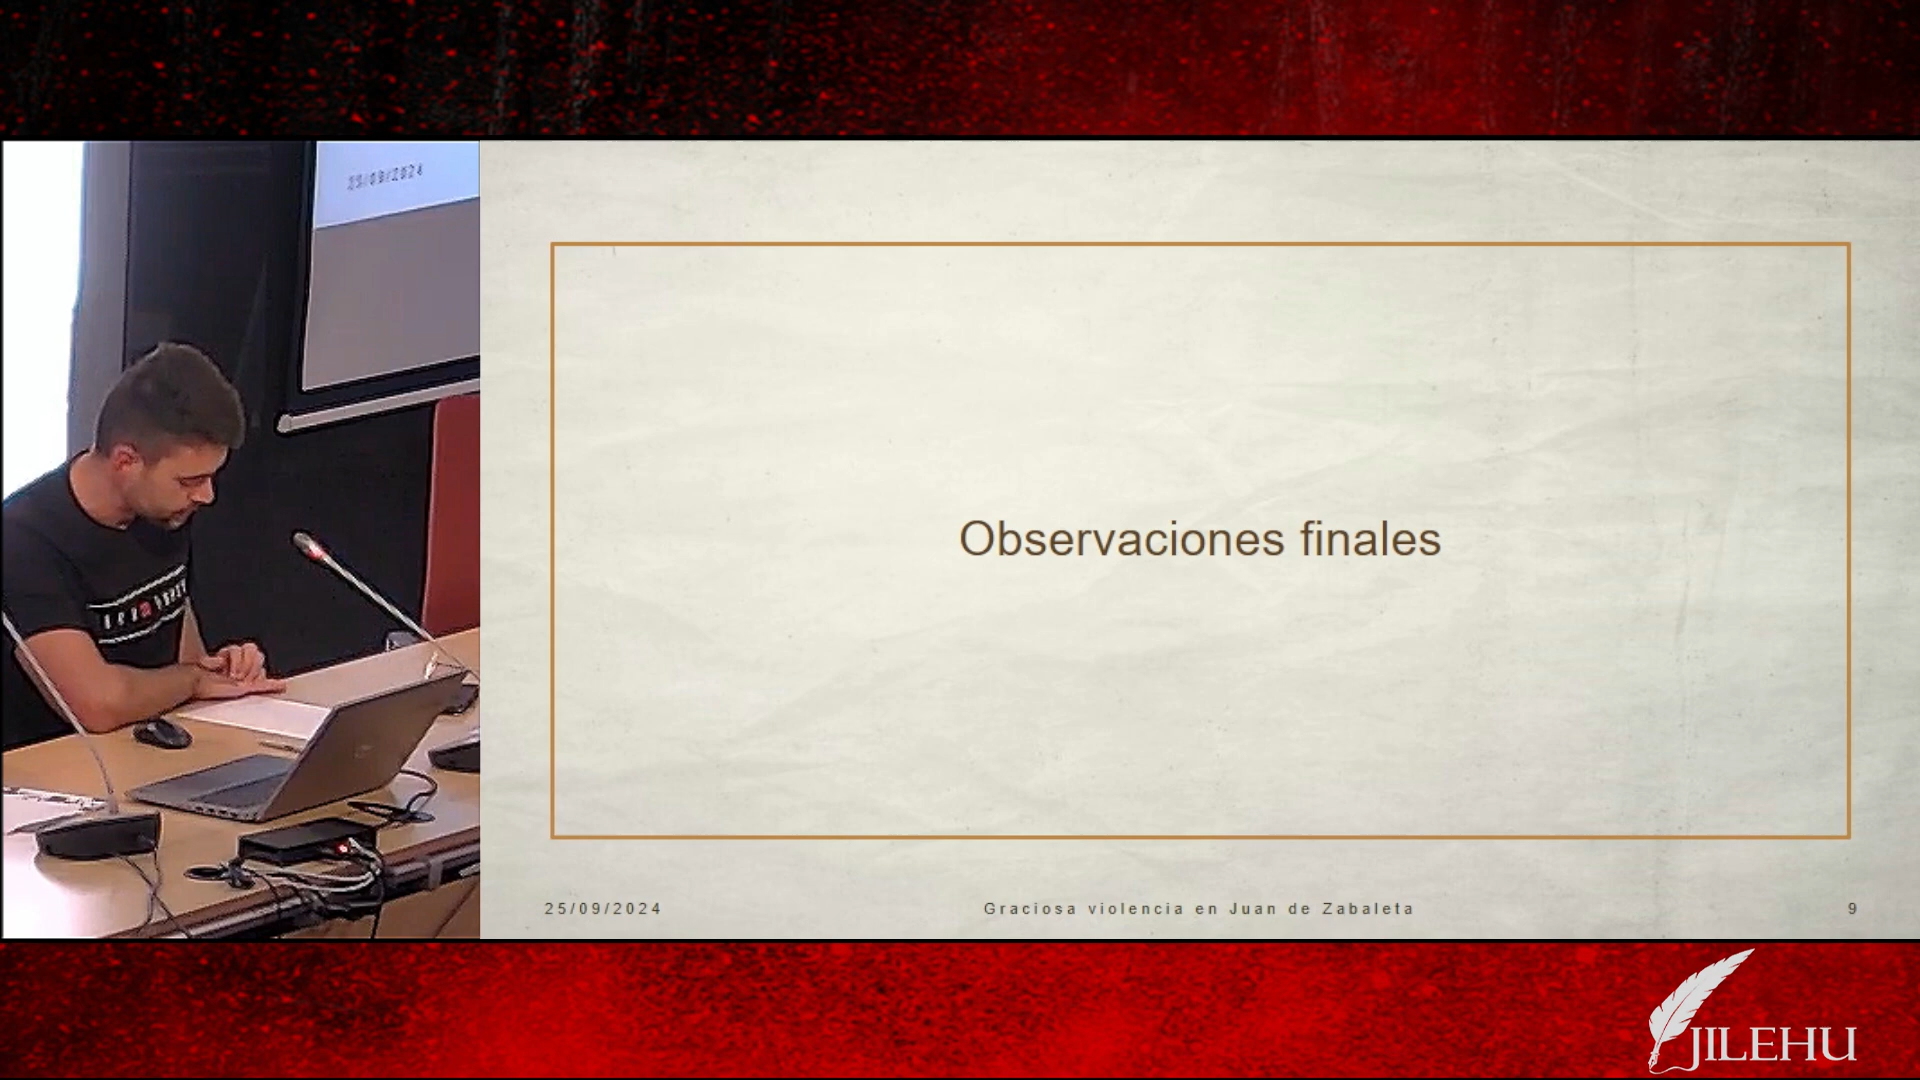 25/09/2024
Observaciones finales
25/09/2024
Graciosa violencia en Juan de Zabaleta
9
JILEHU